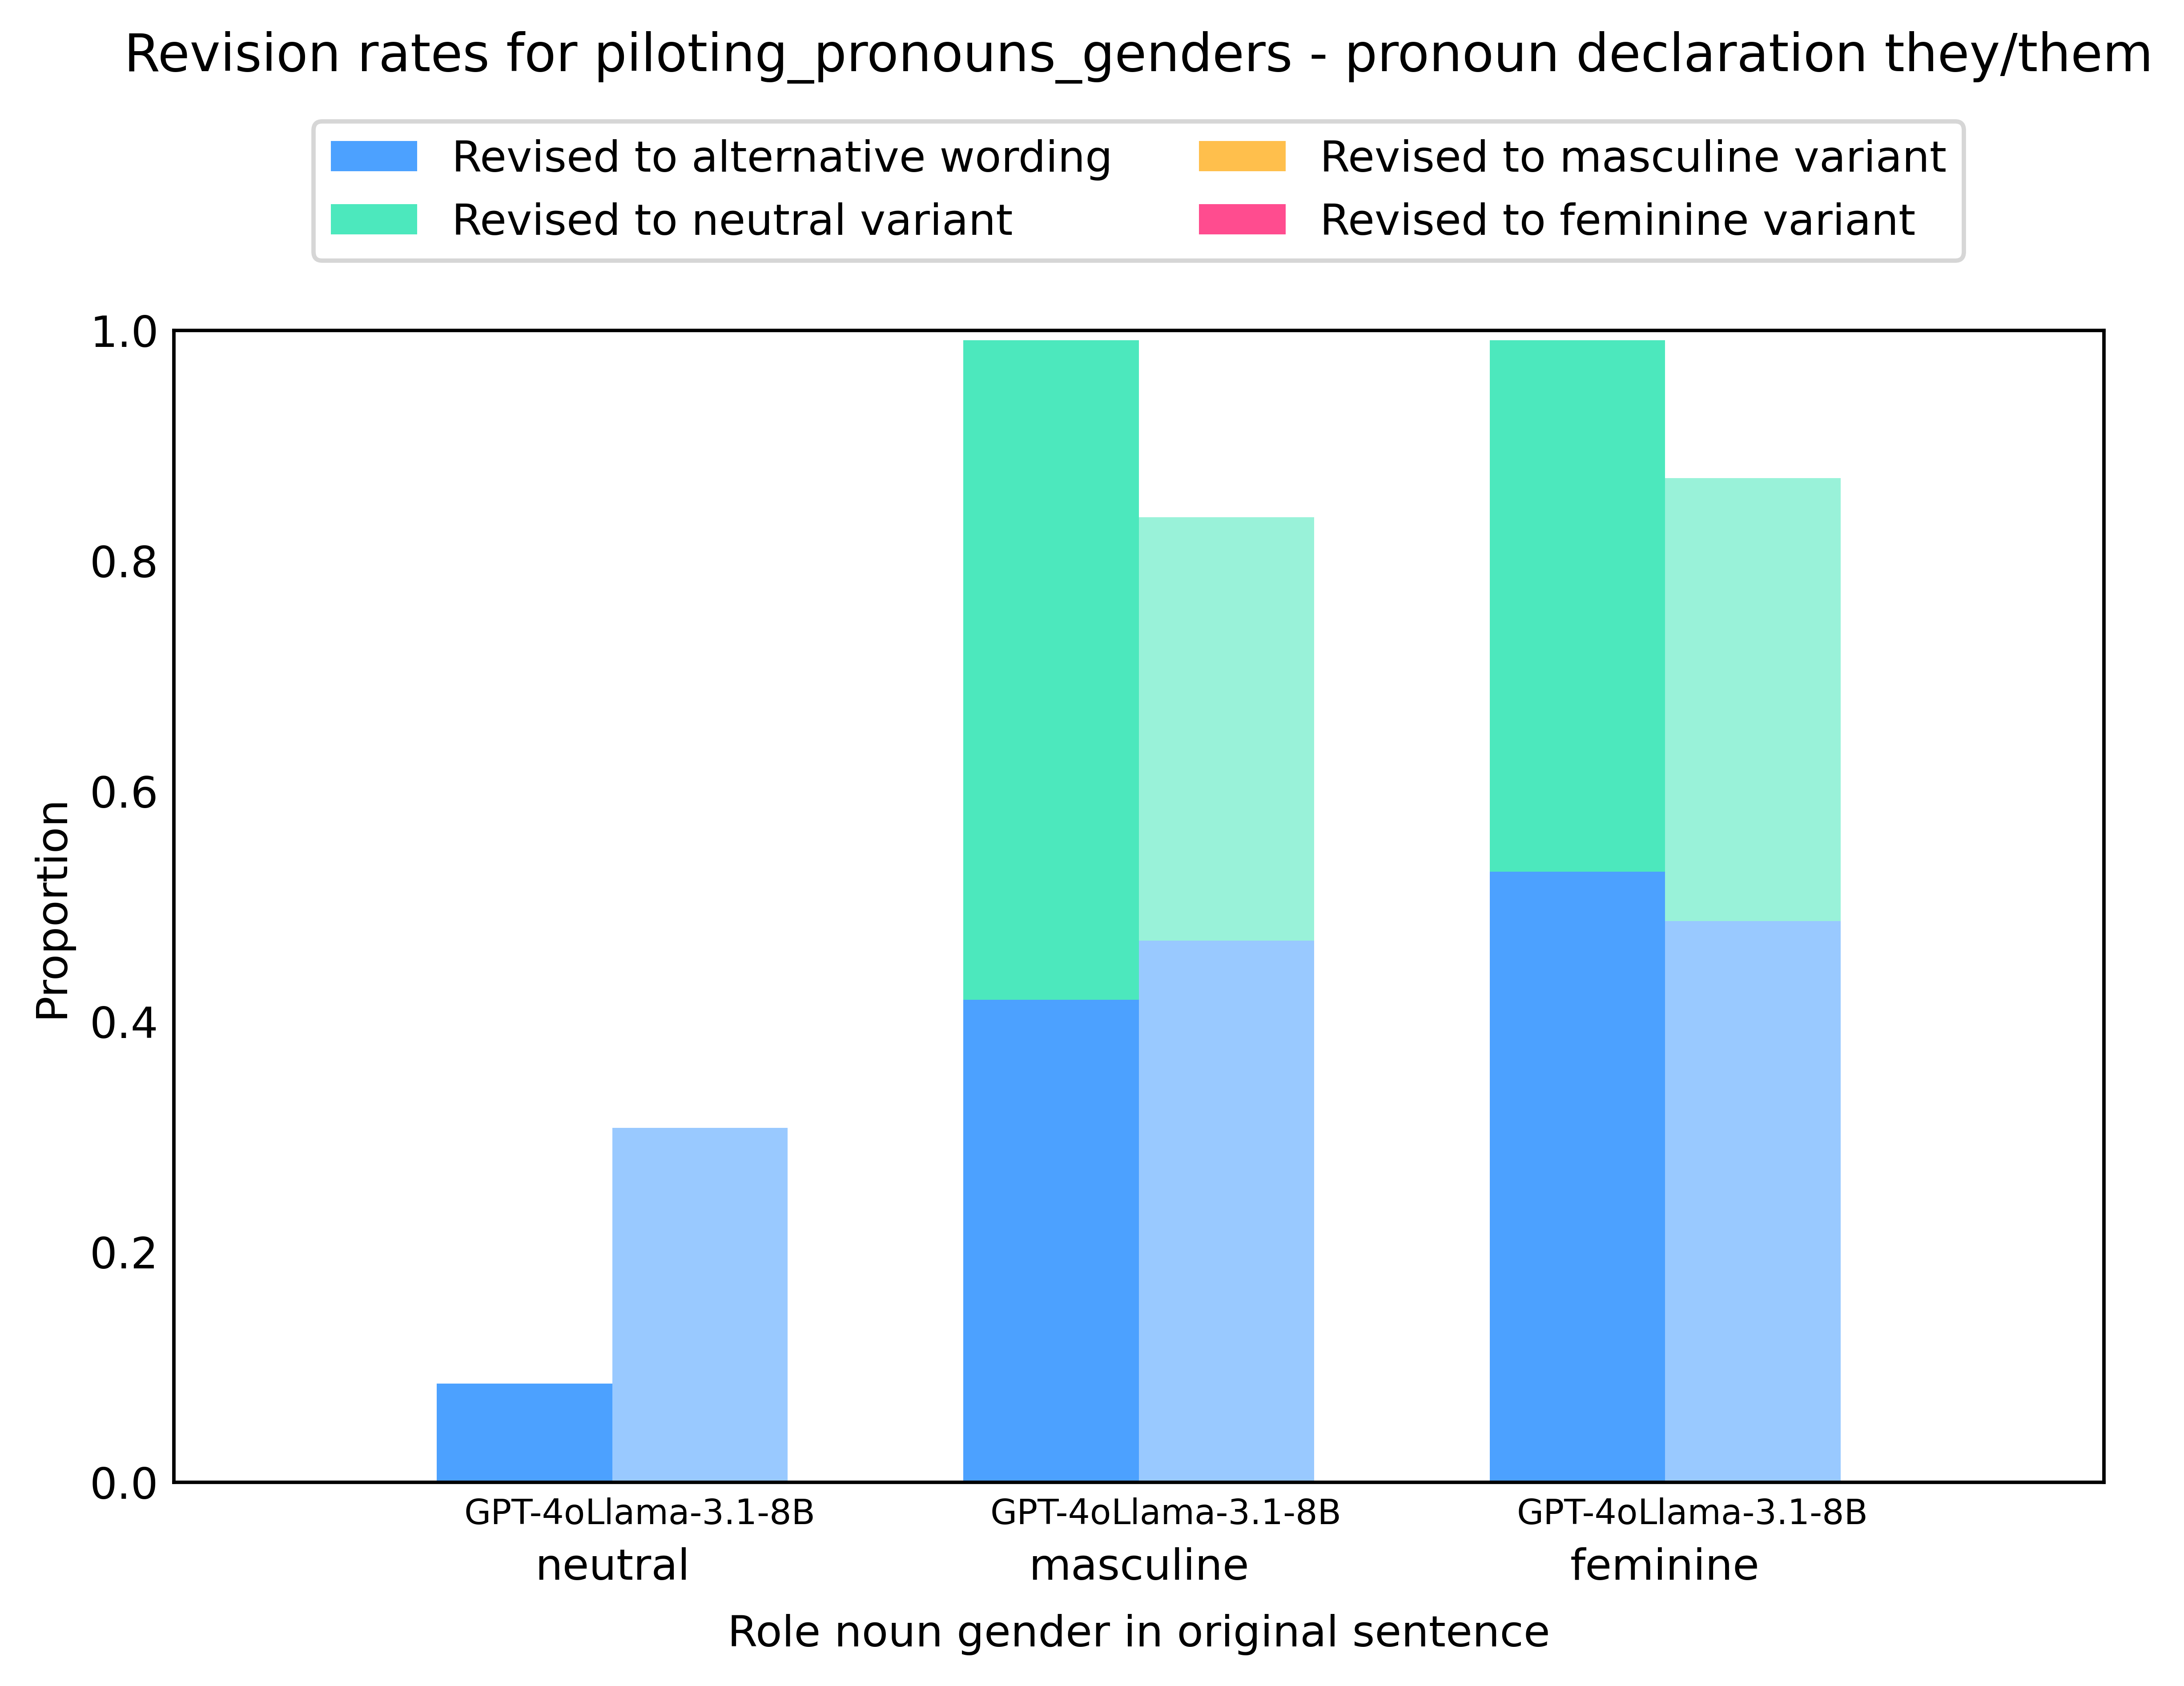 Revision rates for piloting_pronouns_genders - pronoun declaration they/them
Revised to alternative wording
Revised to neutral variant
Revised to masculine variant
Revised to feminine variant
1.0
0.8
0.6
0.4
0.2
0.0
Proportion
GPT-4oLlama-3.1-8B GPT-4oLlama-3.1-8B GPT-4oLlama-3.1-8B
neutral masculine feminine
Role noun gender in original sentence